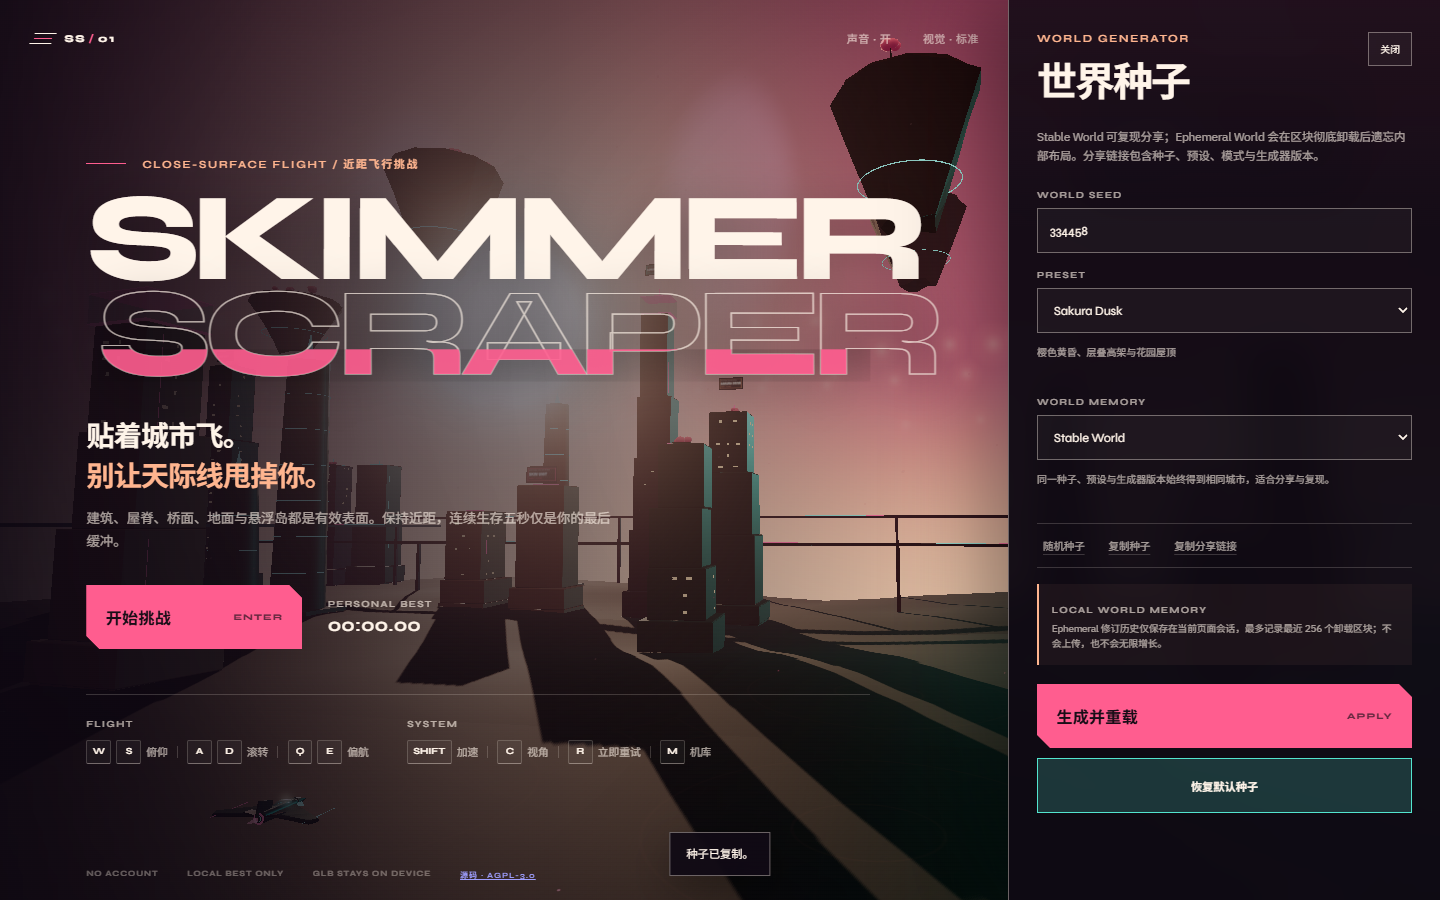 SS / 01
声音 · 开
视觉 · 标准
CLOSE-SURFACE FLIGHT / 近距飞行挑战
SKIMMER
SCRAPER
贴着城市飞。
别让天际线甩掉你。
建筑、屋脊、桥面、地面与悬浮岛都是有效表面。保持近距，连续生存五秒仅是你的最后
缓冲。
开始挑战 ENTER
PERSONAL BEST
00:00.00
FLIGHT
W S 俯仰 A D 滚转 Q E 偏航
SYSTEM
SHIFT 加速 C 视角 R 立即重试 M 机库
NO ACCOUNT LOCAL BEST ONLY GLB STAYS ON DEVICE 源码 · AGPL-3.0
种子已复制。
WORLD GENERATOR
世界种子
关闭
Stable World 可复现分享；Ephemeral World 会在区块彻底卸载后遗忘内
部布局。分享链接包含种子、预设、模式与生成器版本。
WORLD SEED
334458
PRESET
Sakura Dusk
樱色黄昏、层叠高架与花园屋顶
WORLD MEMORY
Stable World
同一种子、预设与生成器版本始终得到相同城市，适合分享与复现。
随机种子 复制种子 复制分享链接
LOCAL WORLD MEMORY
Ephemeral 修订历史仅保存在当前页面会话，最多记录最近 256 个卸载区块；不
会上传，也不会无限增长。
生成并重载 APPLY
恢复默认种子